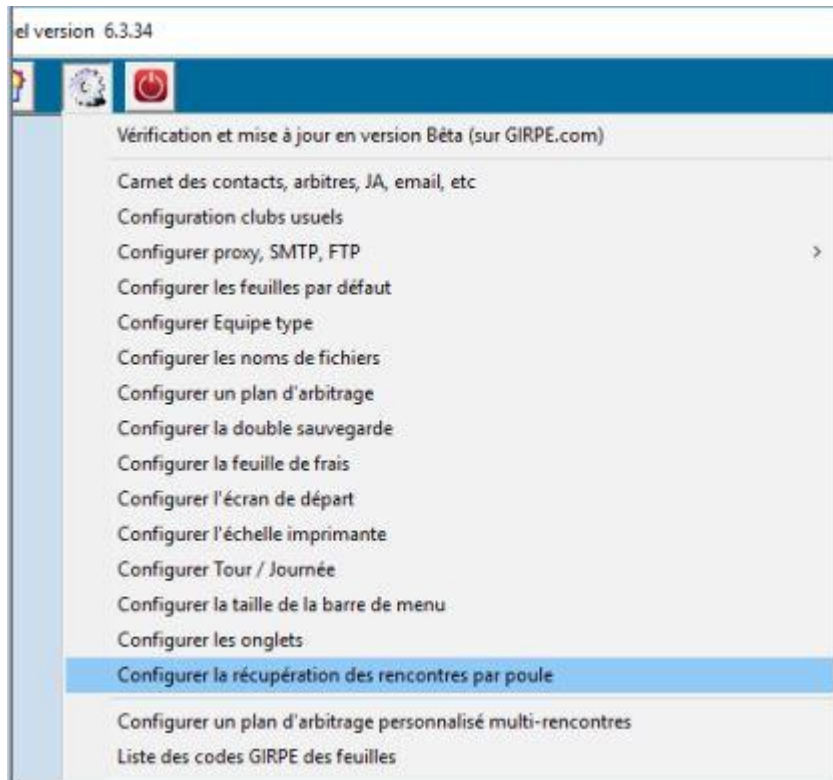 el version 6.3.34
Vérification et mise à jour en version Bêta (sur GIRPE.com)
Carnet des contacts, arbitres, JA, email, etc
Configuration clubs usuels
Configurer proxy, SMTP, FTP
Configurer les feuilles par défaut
Configurer Equipe type
Configurer les noms de fichiers
Configurer un plan d'arbitrage
Configurer la double sauvegarde
Configurer la feuille de frais
Configurer l'écran de départ
Configurer l'échelle imprimante
Configurer Tour / Journée
Configurer la taille de la barre de menu
Configurer les onglets
Configurer la récupération des rencontres par poule
Configurer un plan d'arbitrage personnalisé multi-rencontres
Liste des codes GIRPE des feuilles